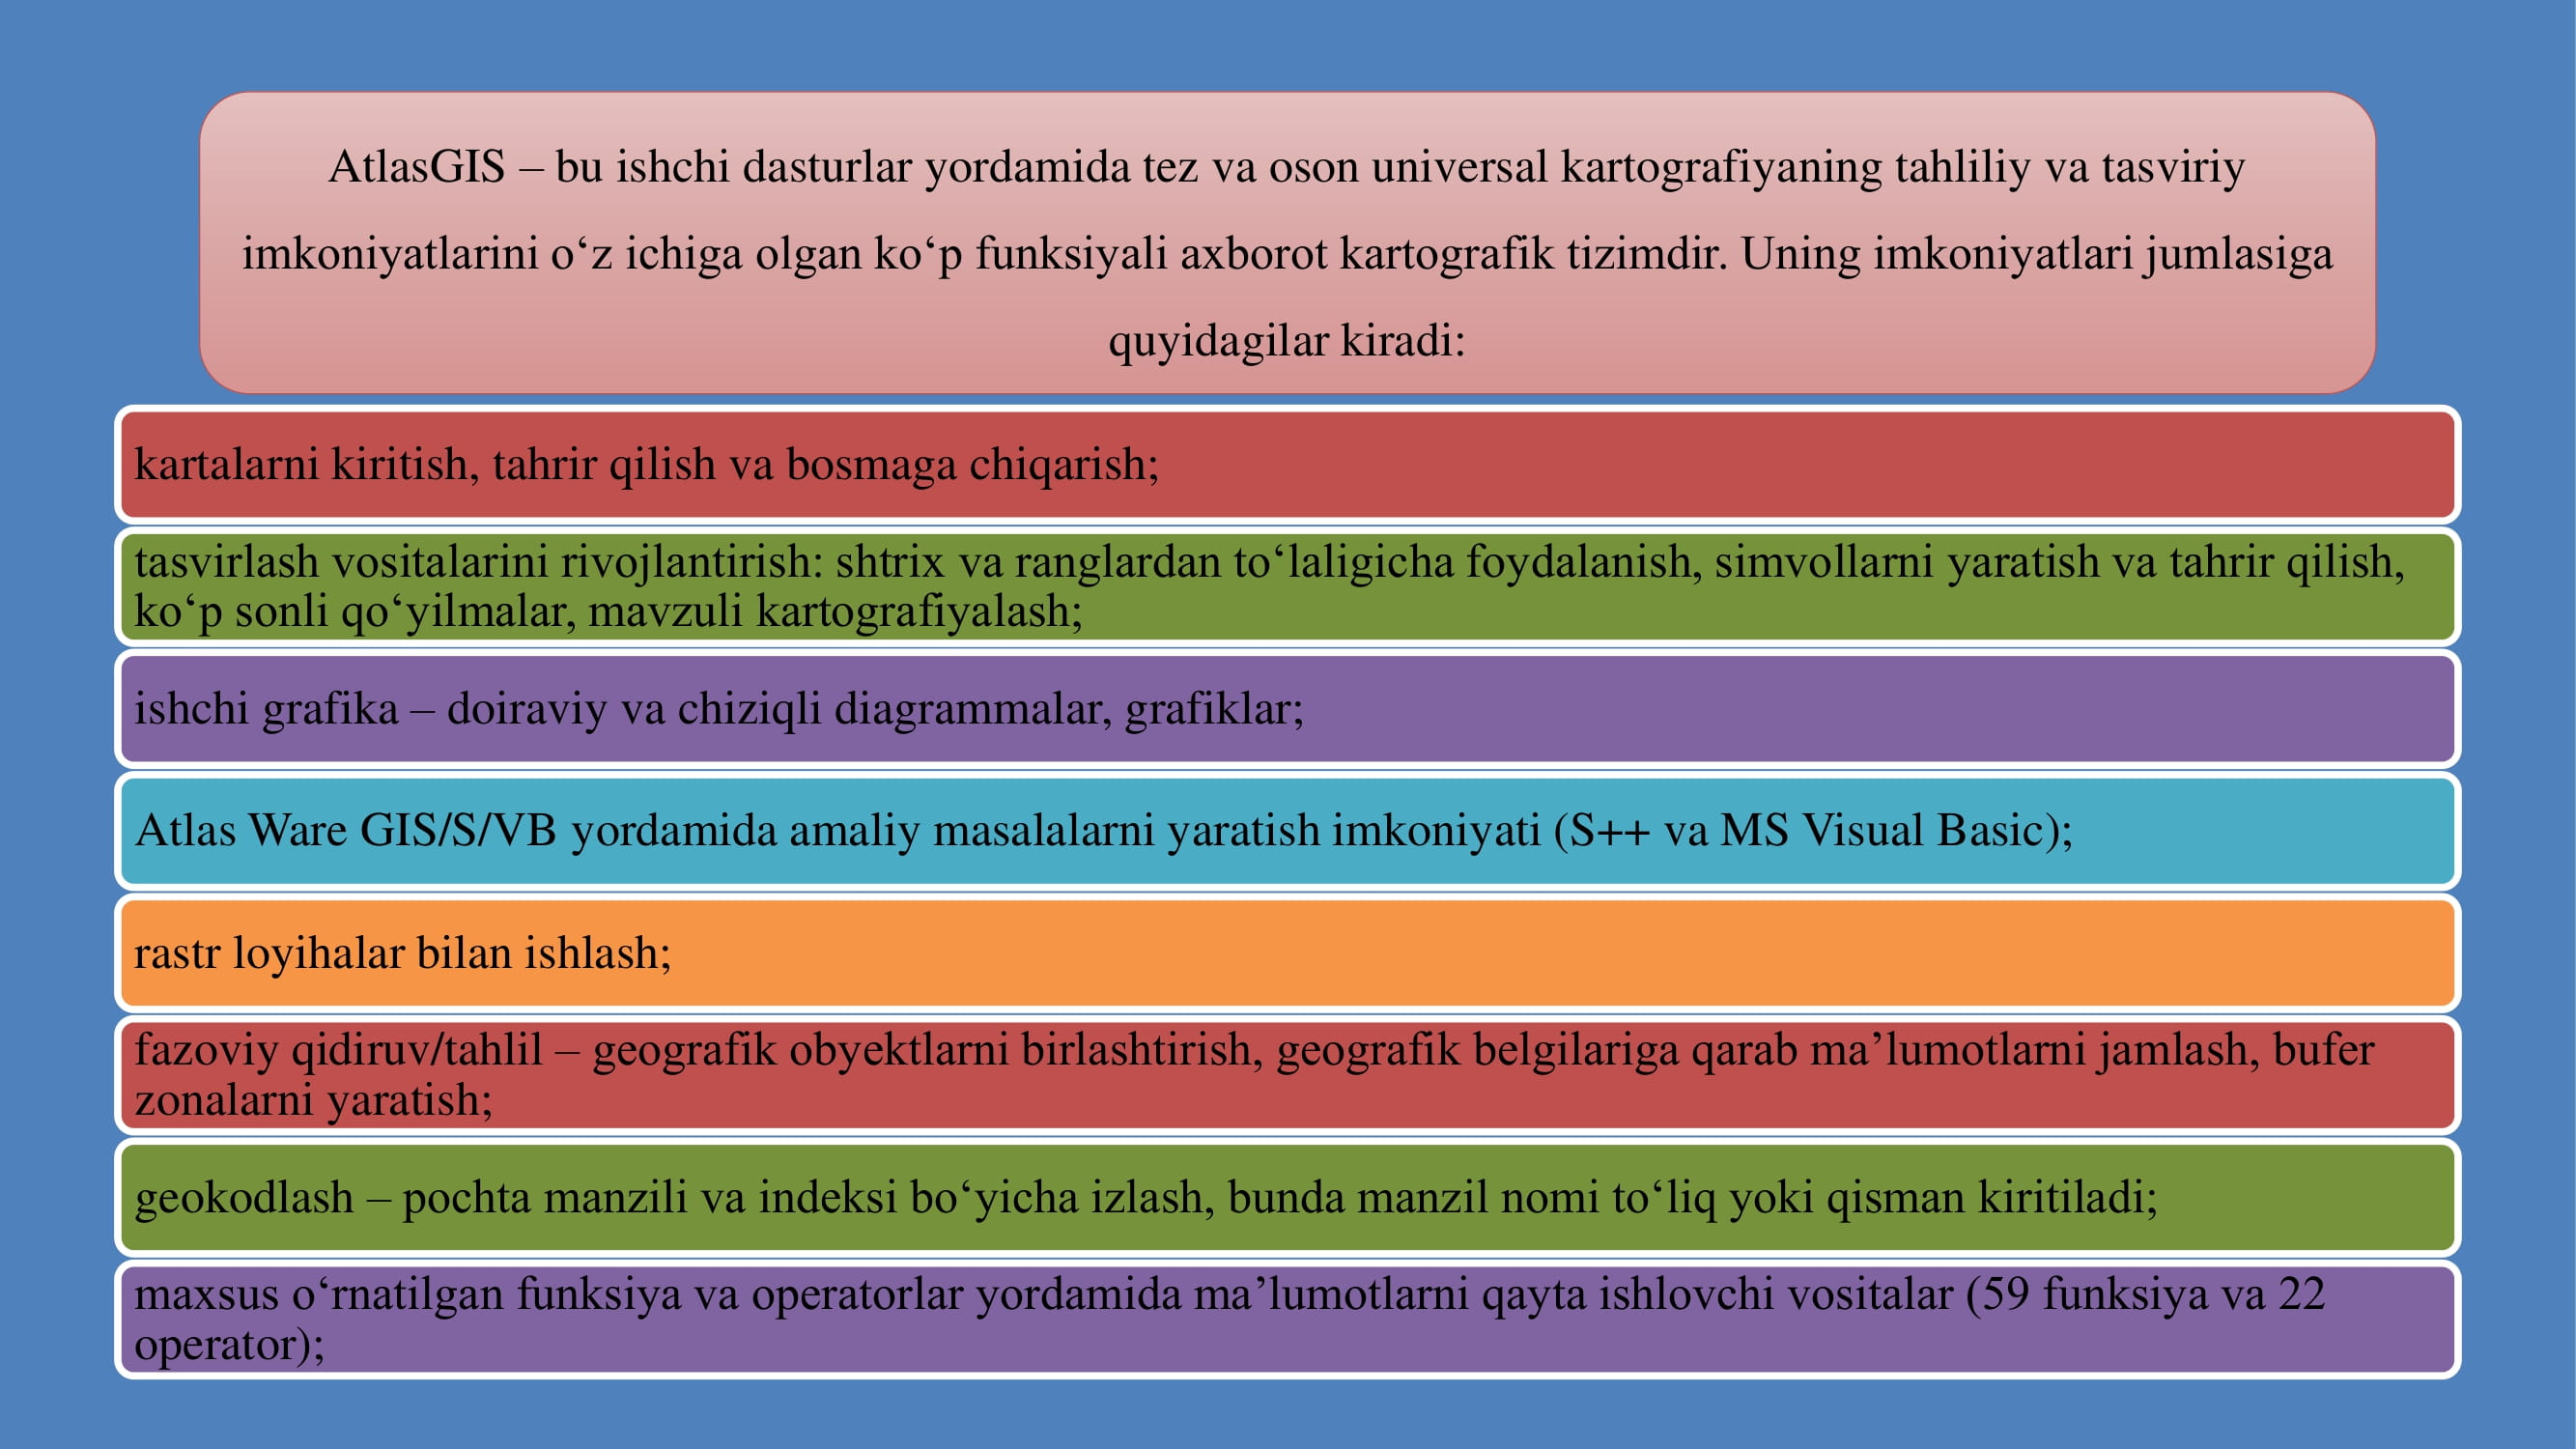 AtlasGIS – bu ishchi dasturlar yordamida tez va oson universal kartografiyaning tahliliy va tasviriy
imkoniyatlarini o‘z ichiga olgan ko‘p funksiyali axborot kartografik tizimdir. Uning imkoniyatlari jumlasiga
quyidagilar kiradi:
kartalarni kiritish, tahrir qilish va bosmaga chiqarish;
tasvirlash vositalarini rivojlantirish: shtrix va ranglardan to‘laligicha foydalanish, simvollarni yaratish va tahrir qilish,
ko‘p sonli qo‘yilmalar, mavzuli kartografiyalash;
ishchi grafika – doiraviy va chiziqli diagrammalar, grafiklar;
Atlas Ware GIS/S/VB yordamida amaliy masalalarni yaratish imkoniyati (S++ va MS Visual Basic);
rastr loyihalar bilan ishlash;
fazoviy qidiruv/tahlil – geografik obyektlarni birlashtirish, geografik belgilariga qarab ma’lumotlarni jamlash, bufer
zonalarni yaratish;
geokodlash – pochta manzili va indeksi bo‘yicha izlash, bunda manzil nomi to‘liq yoki qisman kiritiladi;
maxsus o‘rnatilgan funksiya va operatorlar yordamida ma’lumotlarni qayta ishlovchi vositalar (59 funksiya va 22
operator);